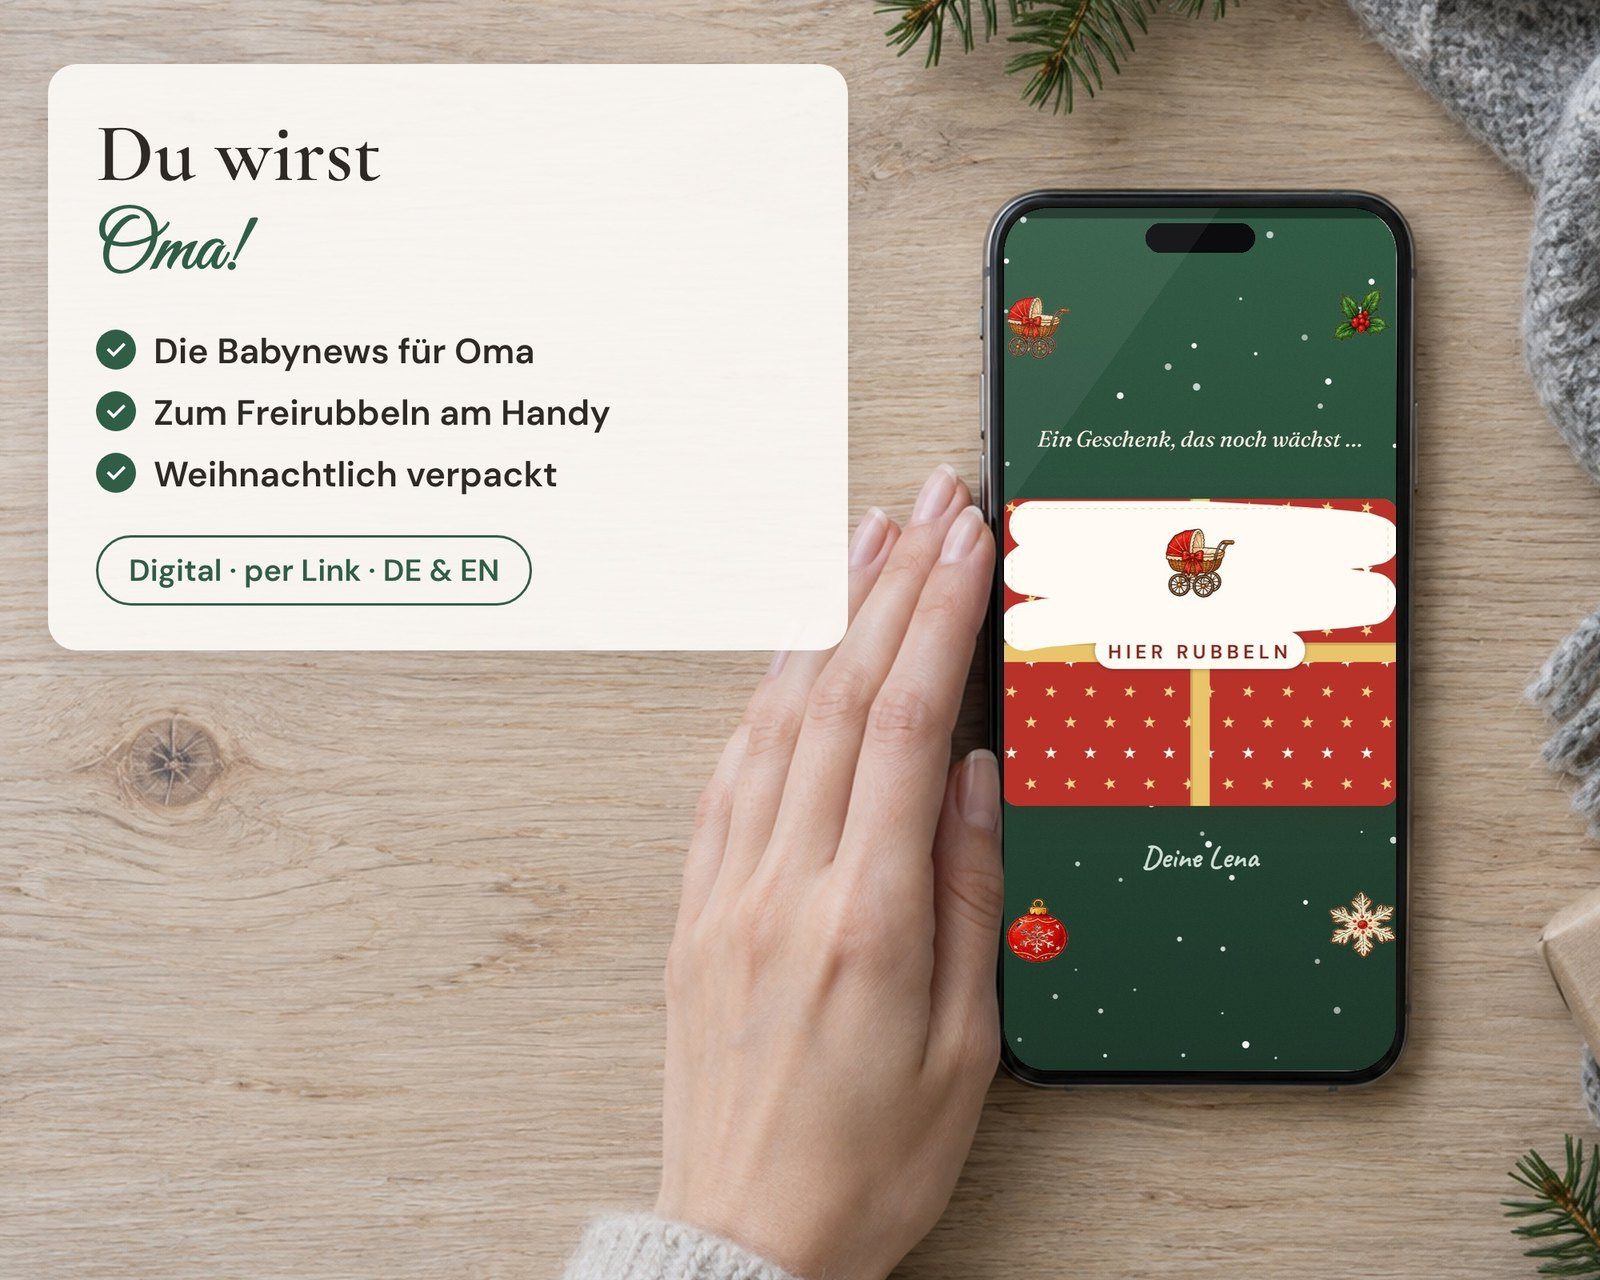 Du wirst
Oma!
Die Babynews für Oma
Zum Freirubbeln am Handy
Weihnachtlich verpackt
Digital · per Link · DE & EN
Ein Geschenk, das noch wächst ...
HIER RUBBELN
Deine Lena